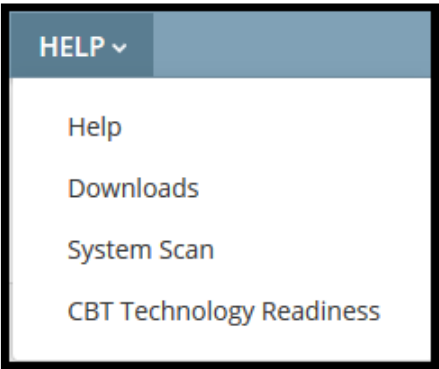 HELP
Help
Downloads
System Scan
CBT Technology Readiness